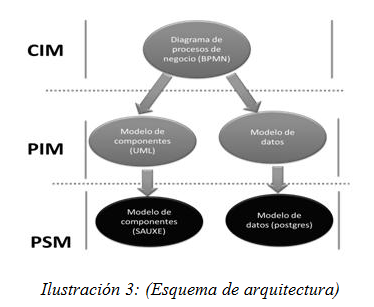 CIM
Diagrama de
procesos de
negocio (BPMN)
PIM
Modelo de
componentes
(UML)
Modelo de
datos
PSM
Modelo de
componentes
(SAUXE)
Modelo de
datos (postgres)
Ilustración 3: (Esquema de arquitectura)